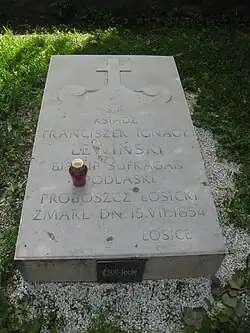 Ś.P.
KSIĄDZ
FRANCISZEK IGNACY
LEWIŃSKI
BISKUP SUFRAGAN
PODLASKI
PROBOSZCZ ŁOSICKI
ZMARŁ DN. 15.VII.1854
ŁOSICE